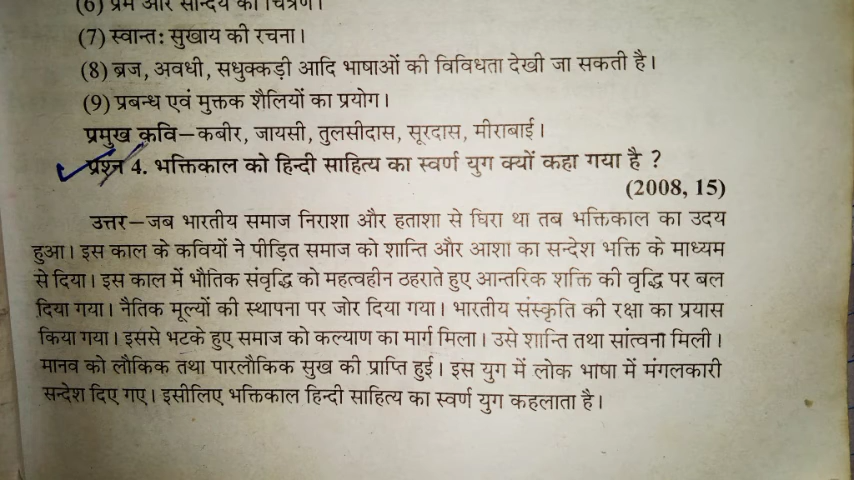 (6) प्रेम और सौन्दर्य का चित्रण।
(7) स्वान्तः सुखाय की रचना।
(8) ब्रज, अवधी, सधुक्कड़ी आदि भाषाओं की विविधता देखी जा सकती है।
(9) प्रबन्ध एवं मुक्तक शैलियों का प्रयोग।
प्रमुख कवि–कबीर, जायसी, तुलसीदास, सूरदास, मीराबाई।
प्रश्न 4. भक्तिकाल को हिन्दी साहित्य का स्वर्ण युग क्यों कहा गया है ?
(2008, 15)
उत्तर–जब भारतीय समाज निराशा और हताशा से घिरा था तब भक्तिकाल का उदय
हुआ। इस काल के कवियों ने पीड़ित समाज को शान्ति और आशा का सन्देश भक्ति के माध्यम
से दिया। इस काल में भौतिक संवृद्धि को महत्वहीन ठहराते हुए आन्तरिक शक्ति की वृद्धि पर बल
दिया गया। नैतिक मूल्यों की स्थापना पर जोर दिया गया। भारतीय संस्कृति की रक्षा का प्रयास
किया गया। इससे भटके हुए समाज को कल्याण का मार्ग मिला। उसे शान्ति तथा सांत्वना मिली।
मानव को लौकिक तथा पारलौकिक सुख की प्राप्ति हुई। इस युग में लोक भाषा में मंगलकारी
सन्देश दिए गए। इसीलिए भक्तिकाल हिन्दी साहित्य का स्वर्ण युग कहलाता है।